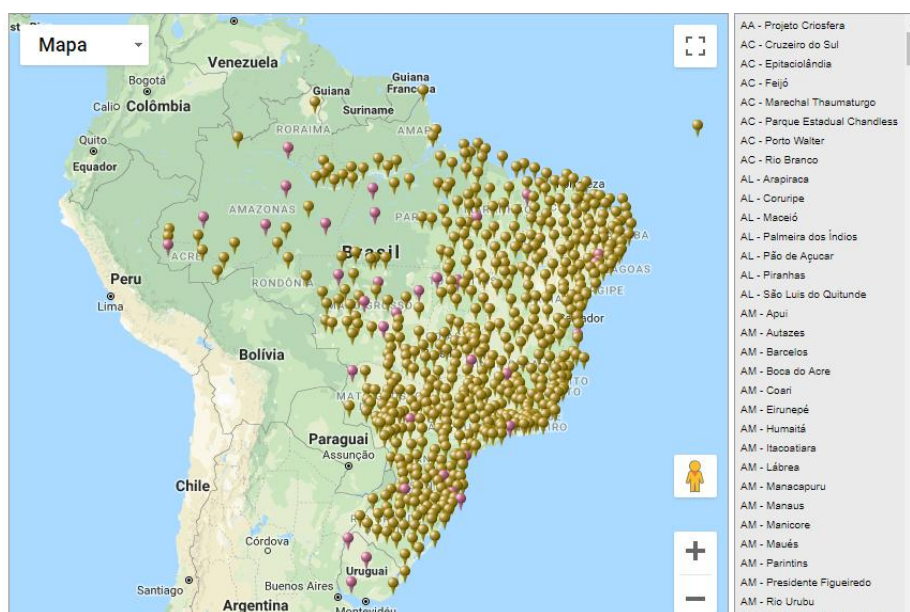 Mapa
Venezuela
Bogotá
Calio
Colômbia
Guiana
Guiana
Francesa
Suriname
RORAIMA
Quito
Equador
AMAZONAS
Brasil
ACRE
Peru
Lima
RONDÔNIA
Bolívia
Paraguai
Assunção
Chile
Córdova
Uruguai
Santiago
Buenos Aires
Montevidéu
Argentina
AA - Projeto Criosfera
AC - Cruzeiro do Sul
AC - Epitaciolândia
AC - Feijó
AC - Marechal Thaumaturgo
AC - Parque Estadual Chandless
AC - Porto Walter
AC - Rio Branco
AL - Arapiraca
AL - Coruripe
AL - Maceió
AL - Palmeira dos Índios
AL - Pão de Açucar
AL - Piranhas
AL - São Luis do Quitunde
AM - Apui
AM - Autazes
AM - Barcelos
AM - Boca do Acre
AM - Coari
AM - Eirunepé
AM - Humaitá
AM - Itacoatiara
AM - Lábrea
AM - Manacapuru
AM - Manaus
AM - Manicore
AM - Maués
AM - Parintins
AM - Presidente Figueiredo
AM - Rio Urubu